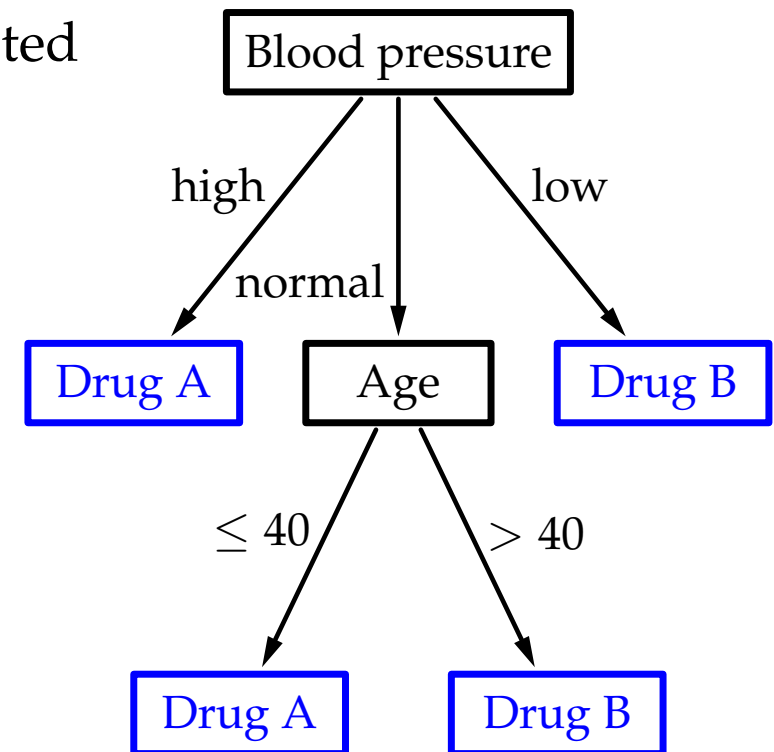 ted
Blood pressure
high
low
normal
Drug A
Age
Drug B
≤ 40
> 40
Drug A
Drug B